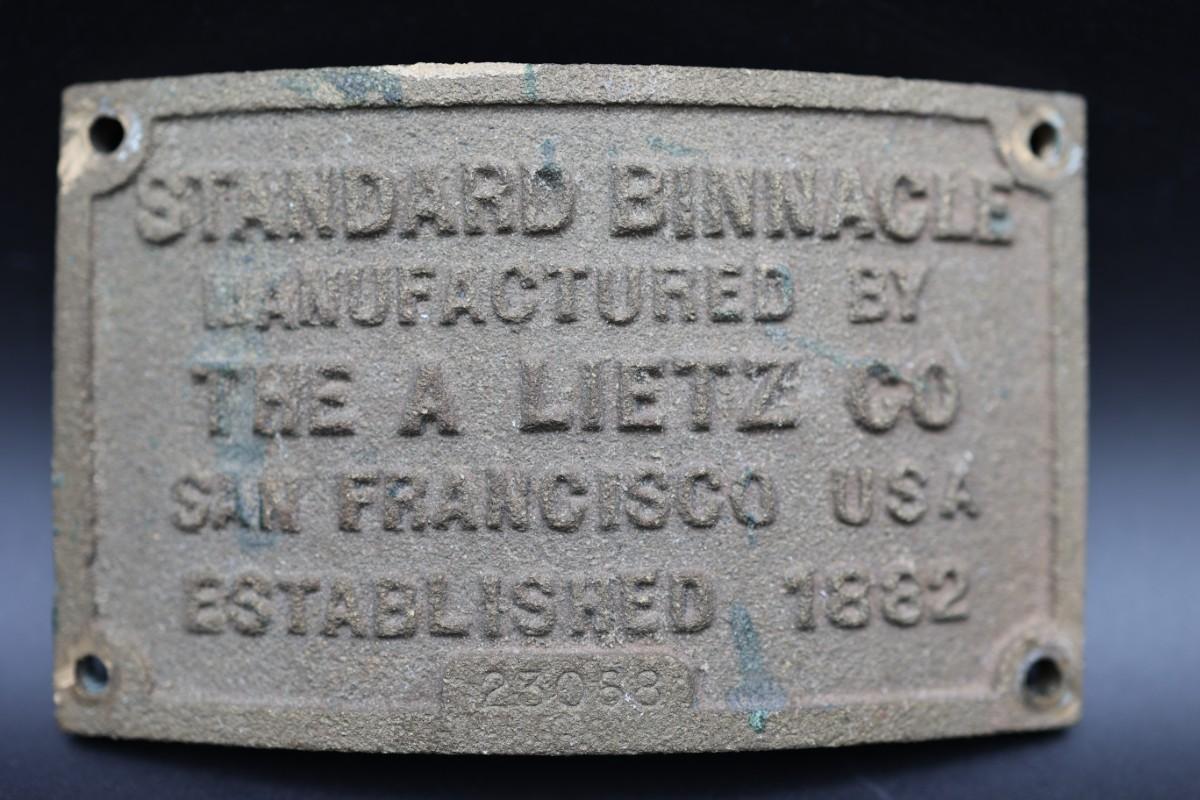 STANDARD BINNACLE
MANUFACTURED BY
THE A LIETZ CO
SAN FRANCISCO USA
ESTABLISHED 1882
23058